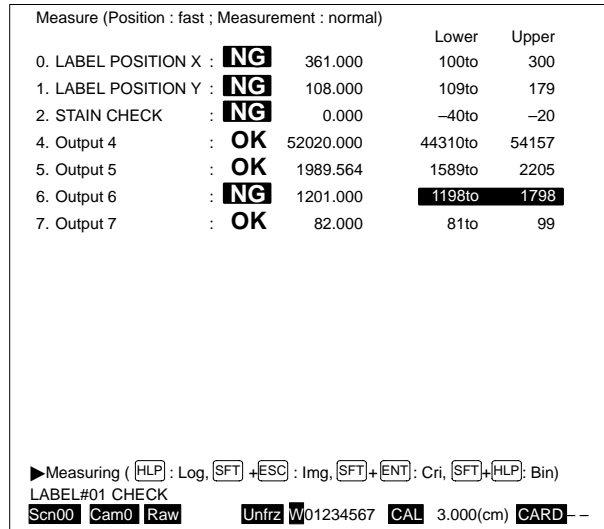 Measure (Position : fast ; Measurement : normal)
Lower Upper
0. LABEL POSITION X : NG 361.000 100to 300
1. LABEL POSITION Y : NG 108.000 109to 179
2. STAIN CHECK : NG 0.000 –40to –20
4. Output 4 : OK 52020.000 44310to 54157
5. Output 5 : OK 1989.564 1589to 2205
6. Output 6 : NG 1201.000 1198to 1798
7. Output 7 : OK 82.000 81to 99
▶Measuring ( HLP : Log, SFT +ESC : Img, SFT+ENT : Cri, SFT+HLP: Bin)
LABEL#01 CHECK
Scn00 Cam0 Raw Unfrz W01234567 CAL 3.000(cm) CARD– –